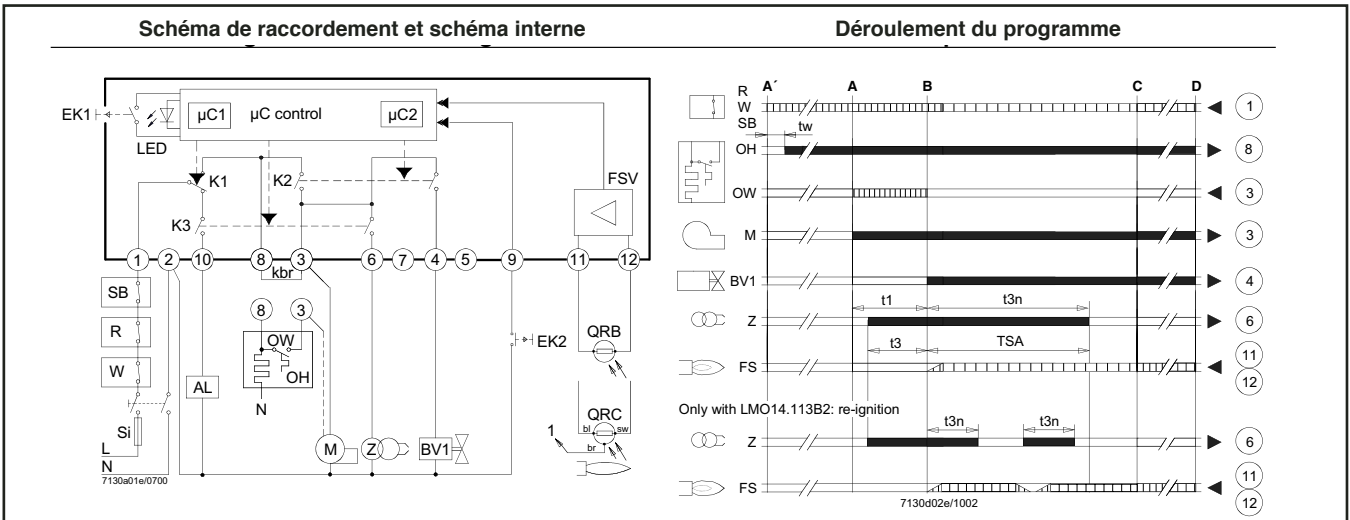 Schéma de raccordement et schéma interne
EK1
LED
µC1
µC control
µC2
K1
K2
K3
FSV
1 2 10 8 3 6 7 4 5 9 11 12
kbr
SB
R
W
Si
L
N
7130a01e/0700
AL
8 3
OW
OH
N
M
Z
BV1
EK2
QRB
QRC
bl sw
br
1
Déroulement du programme
A´ A B C D
R
W 1
SB
tw
OH 8
OW 3
M 3
BV1 4
t1 t3n
Z 6
t3 TSA
FS 11
12
Only with LMO14.113B2: re-ignition
t3n t3n
Z 6
FS 11
12
7130d02e/1002